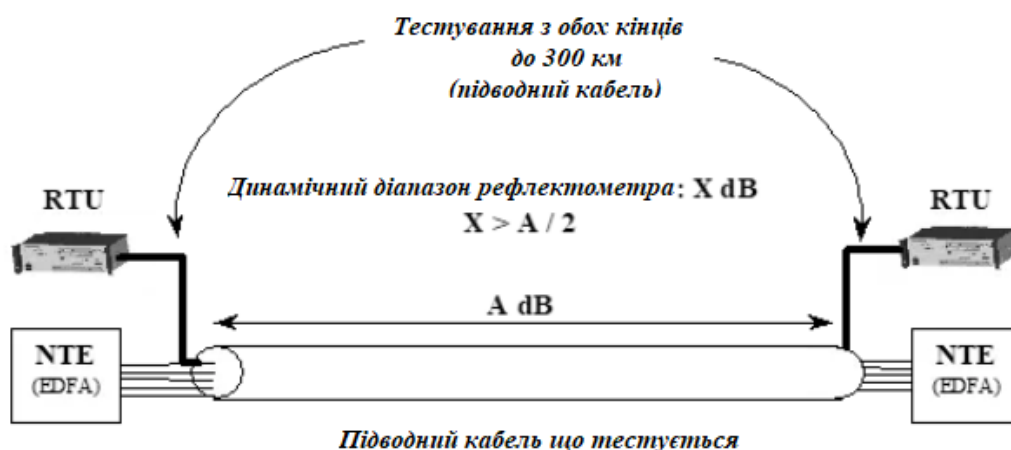 Тестування з обох кінців
до 300 км
(підводний кабель)
Динамічний діапазон рефлектометра: X dB
X > A / 2
RTU
RTU
A dB
NTE
(EDFA)
NTE
(EDFA)
Підводний кабель що тестується